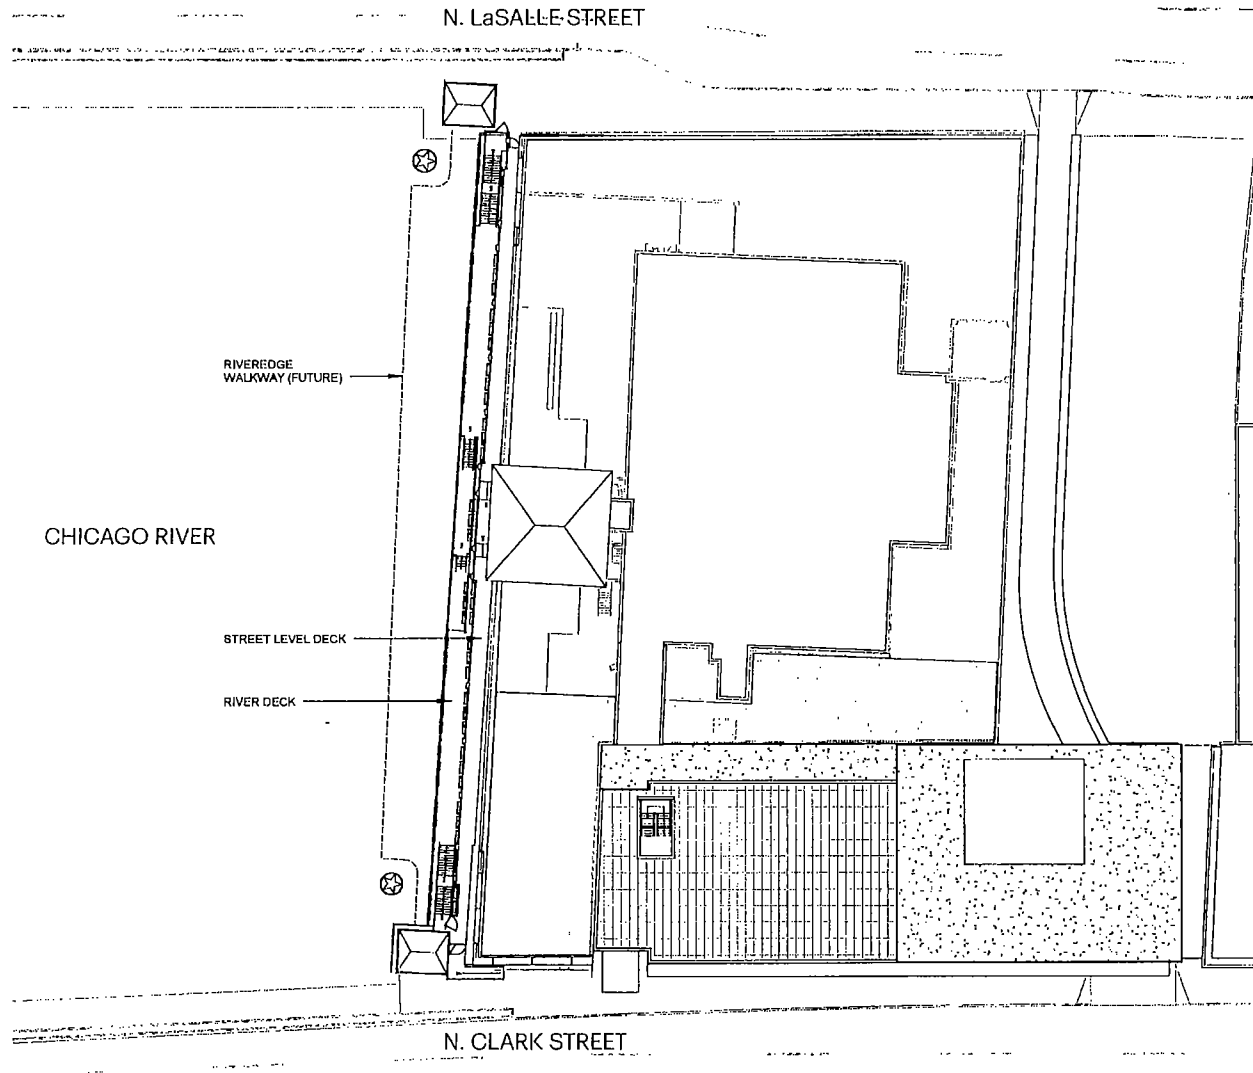 N. LaSALLE STREET
RIVEREDGE
WALKWAY (FUTURE)
CHICAGO RIVER
STREET LEVEL DECK
RIVER DECK
N. CLARK STREET